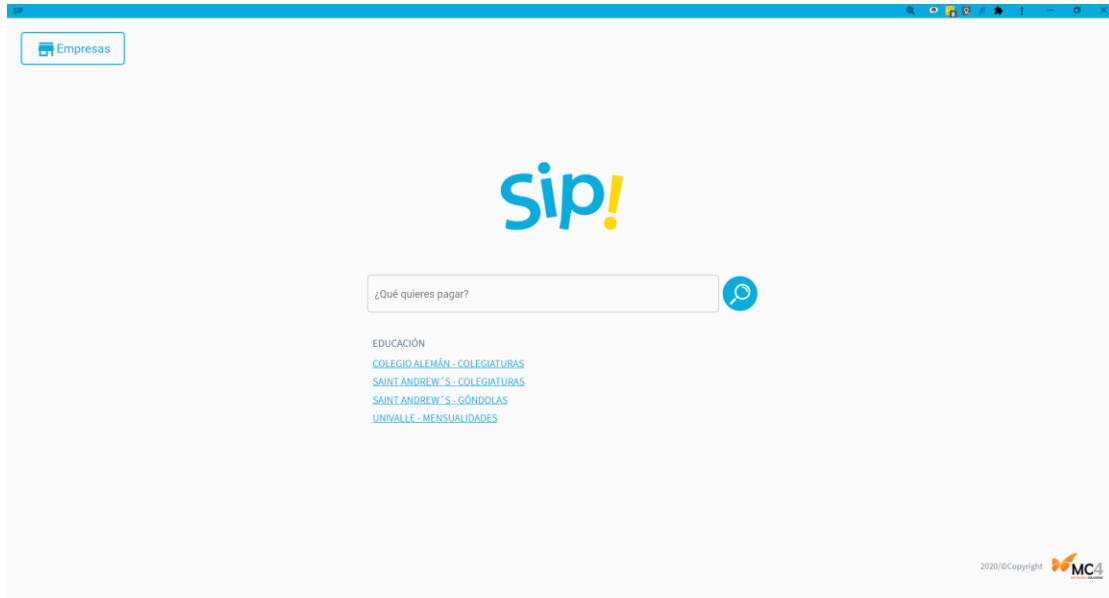 SIP
Empresas
Sip!
¿Qué quieres pagar?
EDUCACIÓN
COLEGIO ALEMÁN - COLEGIATURAS
SAINT ANDREW´S - COLEGIATURAS
SAINT ANDREW´S - GÓNDOLAS
UNIVALLE - MENSUALIDADES
2020/©Copyright
MC4